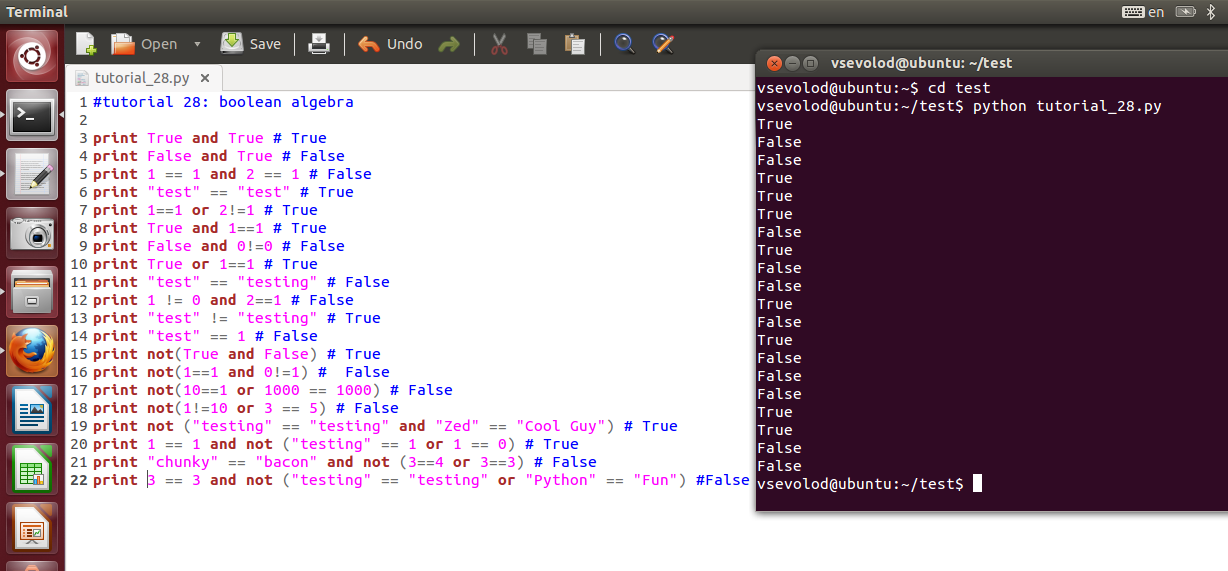 Terminal
en
Open
Save
Undo
tutorial_28.py
1 #tutorial 28: boolean algebra
2
3 print True and True # True
4 print False and True # False
5 print 1 == 1 and 2 == 1 # False
6 print "test" == "test" # True
7 print 1==1 or 2!=1 # True
8 print True and 1==1 # True
9 print False and 0!=0 # False
10 print True or 1==1 # True
11 print "test" == "testing" # False
12 print 1 != 0 and 2==1 # False
13 print "test" != "testing" # True
14 print "test" == 1 # False
15 print not(True and False) # True
16 print not(1==1 and 0!=1) #  False
17 print not(10==1 or 1000 == 1000) # False
18 print not(1!=10 or 3 == 5) # False
19 print not ("testing" == "testing" and "Zed" == "Cool Guy") # True
20 print 1 == 1 and not ("testing" == 1 or 1 == 0) # True
21 print "chunky" == "bacon" and not (3==4 or 3==3) # False
22 print 3 == 3 and not ("testing" == "testing" or "Python" == "Fun") #False
vsevolod@ubuntu: ~/test
vsevolod@ubuntu:~$ cd test
vsevolod@ubuntu:~/test$ python tutorial_28.py
True
False
False
True
True
True
False
True
False
False
True
False
True
False
False
False
True
True
False
False
vsevolod@ubuntu:~/test$